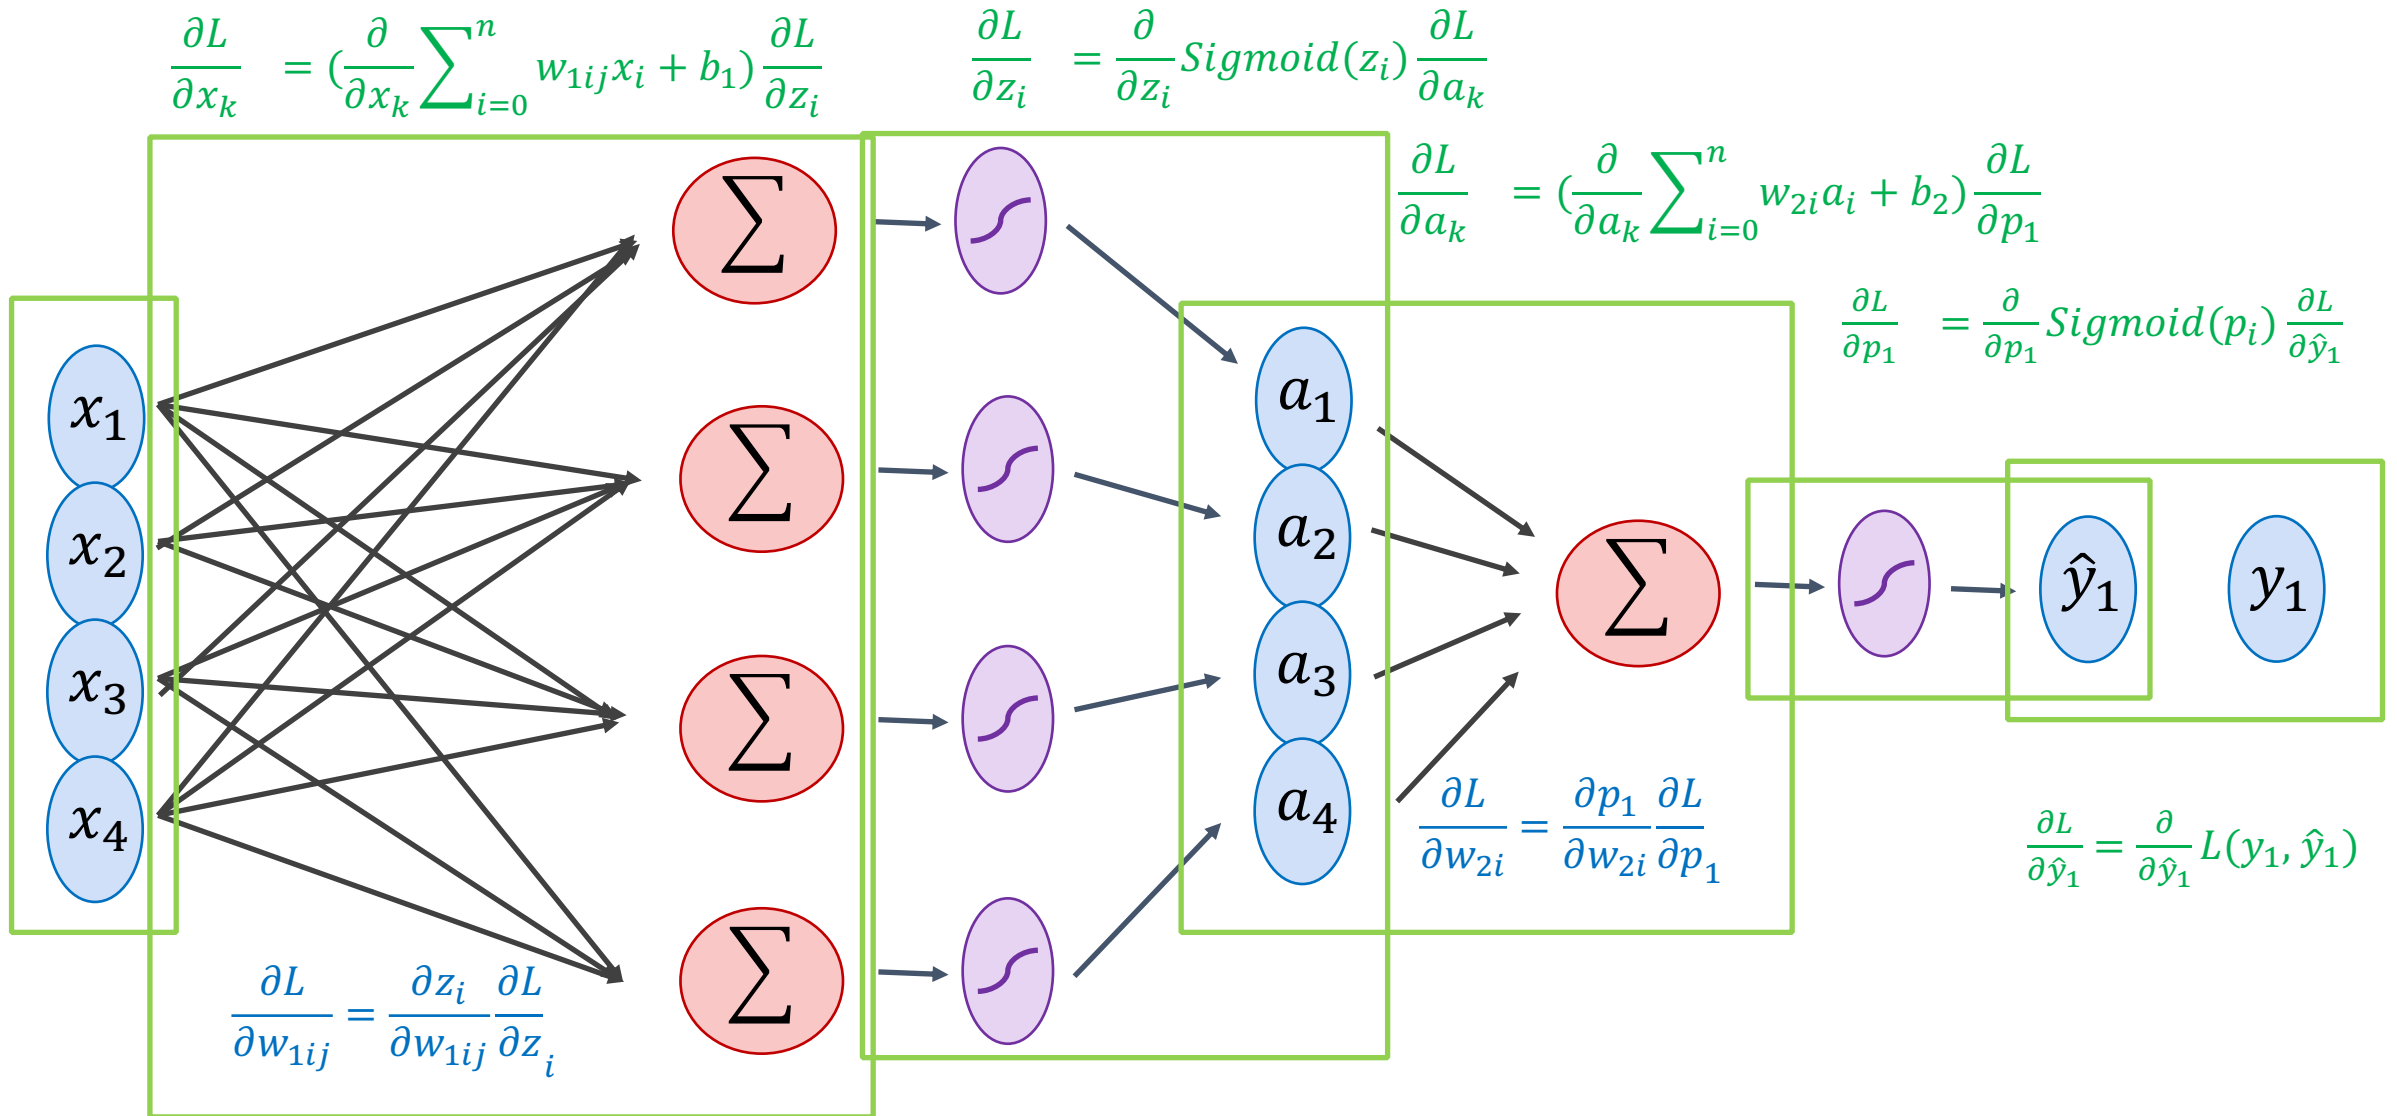 ∂L/∂x_k = (∂/∂x_k ∑_{i=0}^{n} w_{1ij}x_i + b_1) ∂L/∂z_i
∂L/∂z_i = ∂/∂z_i Sigmoid(z_i) ∂L/∂a_k
∂L/∂a_k = (∂/∂a_k ∑_{i=0}^{n} w_{2i}a_i + b_2) ∂L/∂p_1
∂L/∂p_1 = ∂/∂p_1 Sigmoid(p_i) ∂L/∂ŷ_1
x_1
x_2
x_3
x_4
∑
∑
∑
∑
a_1
a_2
a_3
a_4
∑
ŷ_1
y_1
∂L/∂w_{2i} = ∂p_1/∂w_{2i} ∂L/∂p_1
∂L/∂ŷ_1 = ∂/∂ŷ_1 L(y_1, ŷ_1)
∂L/∂w_{1ij} = ∂z_i/∂w_{1ij} ∂L/∂z_i